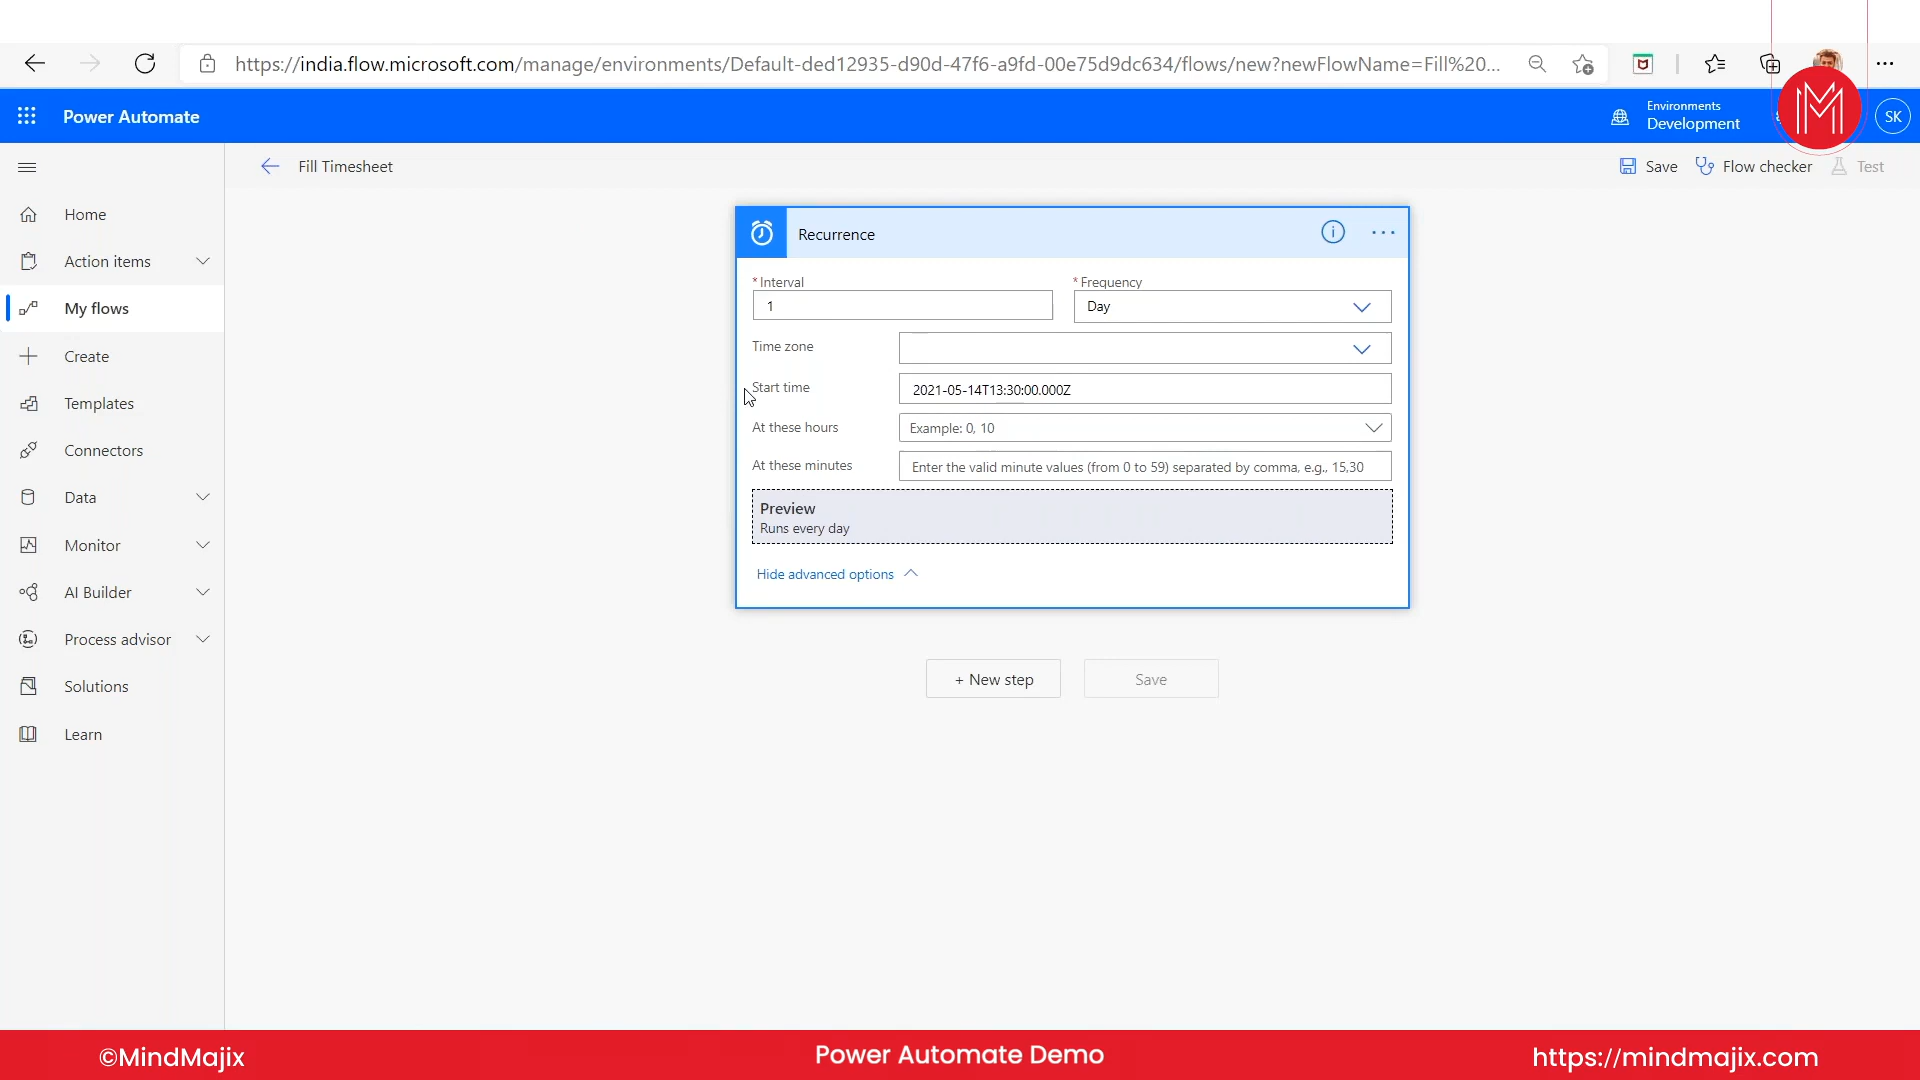 https://india.flow.microsoft.com/manage/environments/Default-ded12935-d90d-47f6-a9fd-00e75d9dc634/flows/new?newFlowName=Fill%20...
Power Automate
Environments
Development
SK
Fill Timesheet
Save
Flow checker
Test
Home
Action items
My flows
Create
Templates
Connectors
Data
Monitor
AI Builder
Process advisor
Solutions
Learn
Recurrence
* Interval
* Frequency
1
Day
Time zone
Start time
2021-05-14T13:30:00.000Z
At these hours
Example: 0, 10
At these minutes
Enter the valid minute values (from 0 to 59) separated by comma, e.g., 15,30
Preview
Runs every day
Hide advanced options
+ New step
Save
©MindMajix
Power Automate Demo
https://mindmajix.com